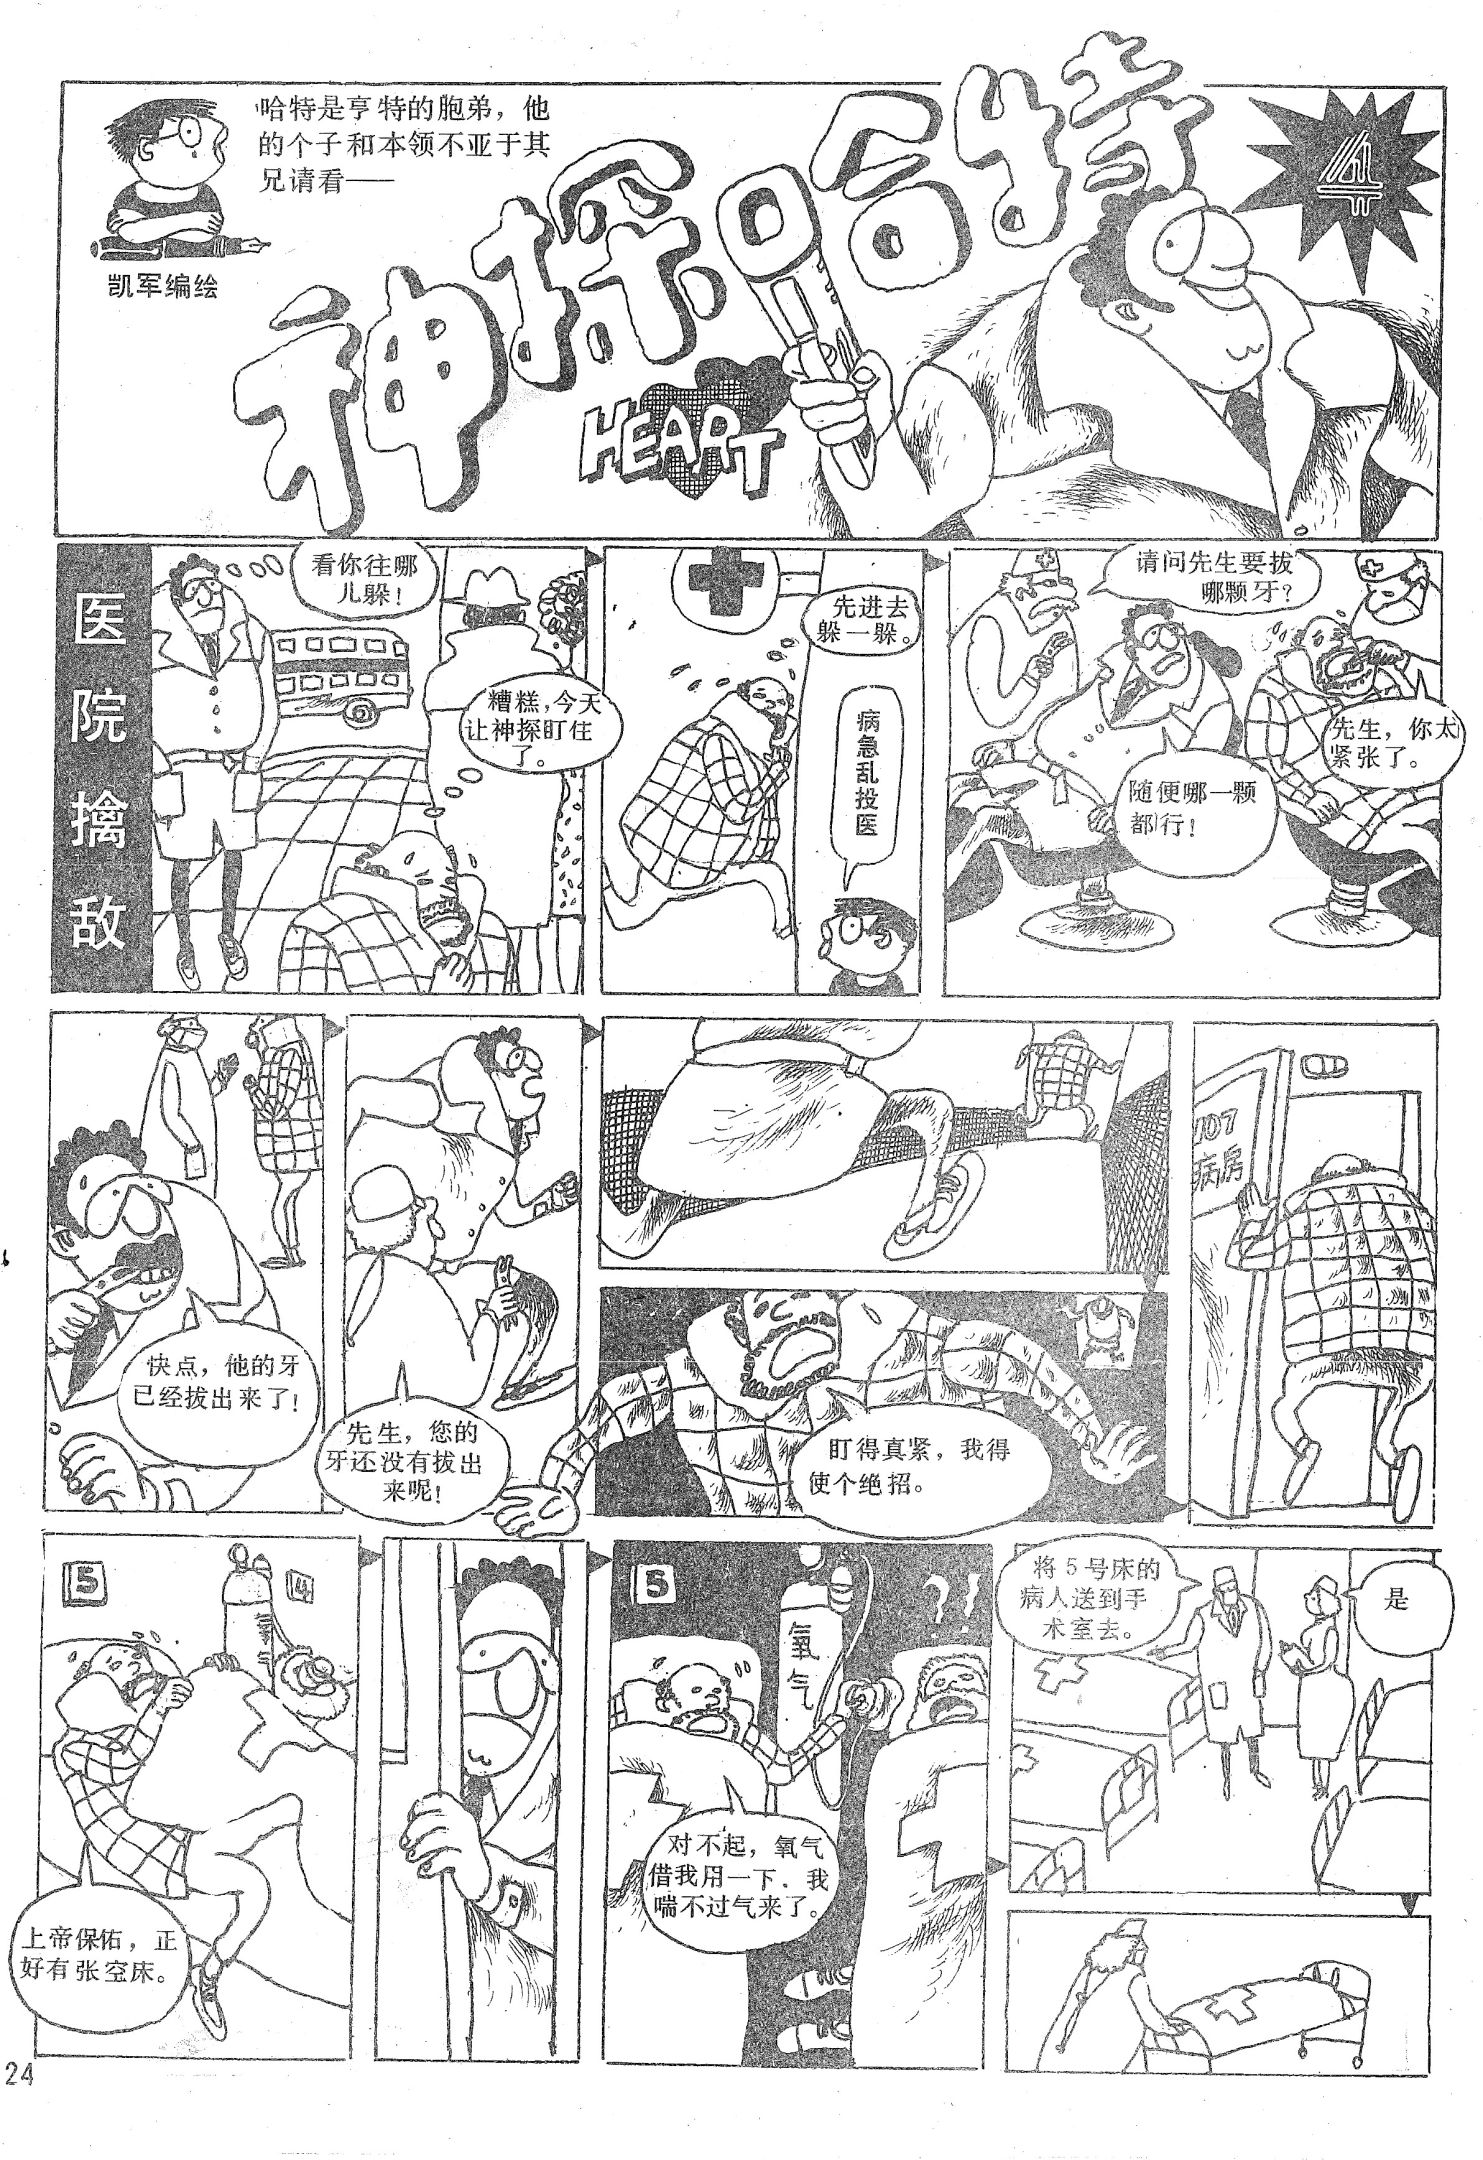 哈特是亨特的胞弟，他
的个子和本领不亚于其
兄请看——
凯军编绘
神探哈特
HEART
4
医院擒敌
看你往哪
儿躲！
糟糕，今天
让神探盯住
了。
先进去
躲一躲。
病急乱投医
请问先生要拔
哪颗牙？
先生，你太
紧张了。
随便哪一颗
都行！
快点，他的牙
已经拔出来了！
先生，您的
牙还没有拔出
来呢！
盯得真紧，我得
使个绝招。
107
病房
5
4
氧气
上帝保佑，正
好有张空床。
5
氧气
?!
对不起，氧气
借我用一下．我
喘不过气来了。
将5号床的
病人送到手
术室去。
是
24